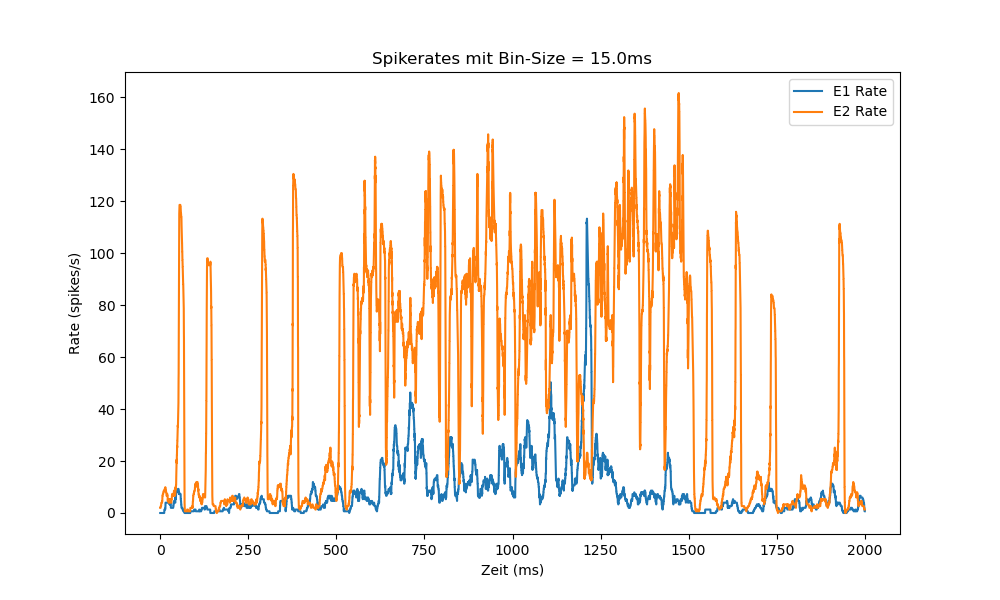 Spikerates mit Bin-Size = 15.0ms
E1 Rate
E2 Rate
160
140
120
100
80
60
40
20
0
Rate (spikes/s)
0 250 500 750 1000 1250 1500 1750 2000
Zeit (ms)